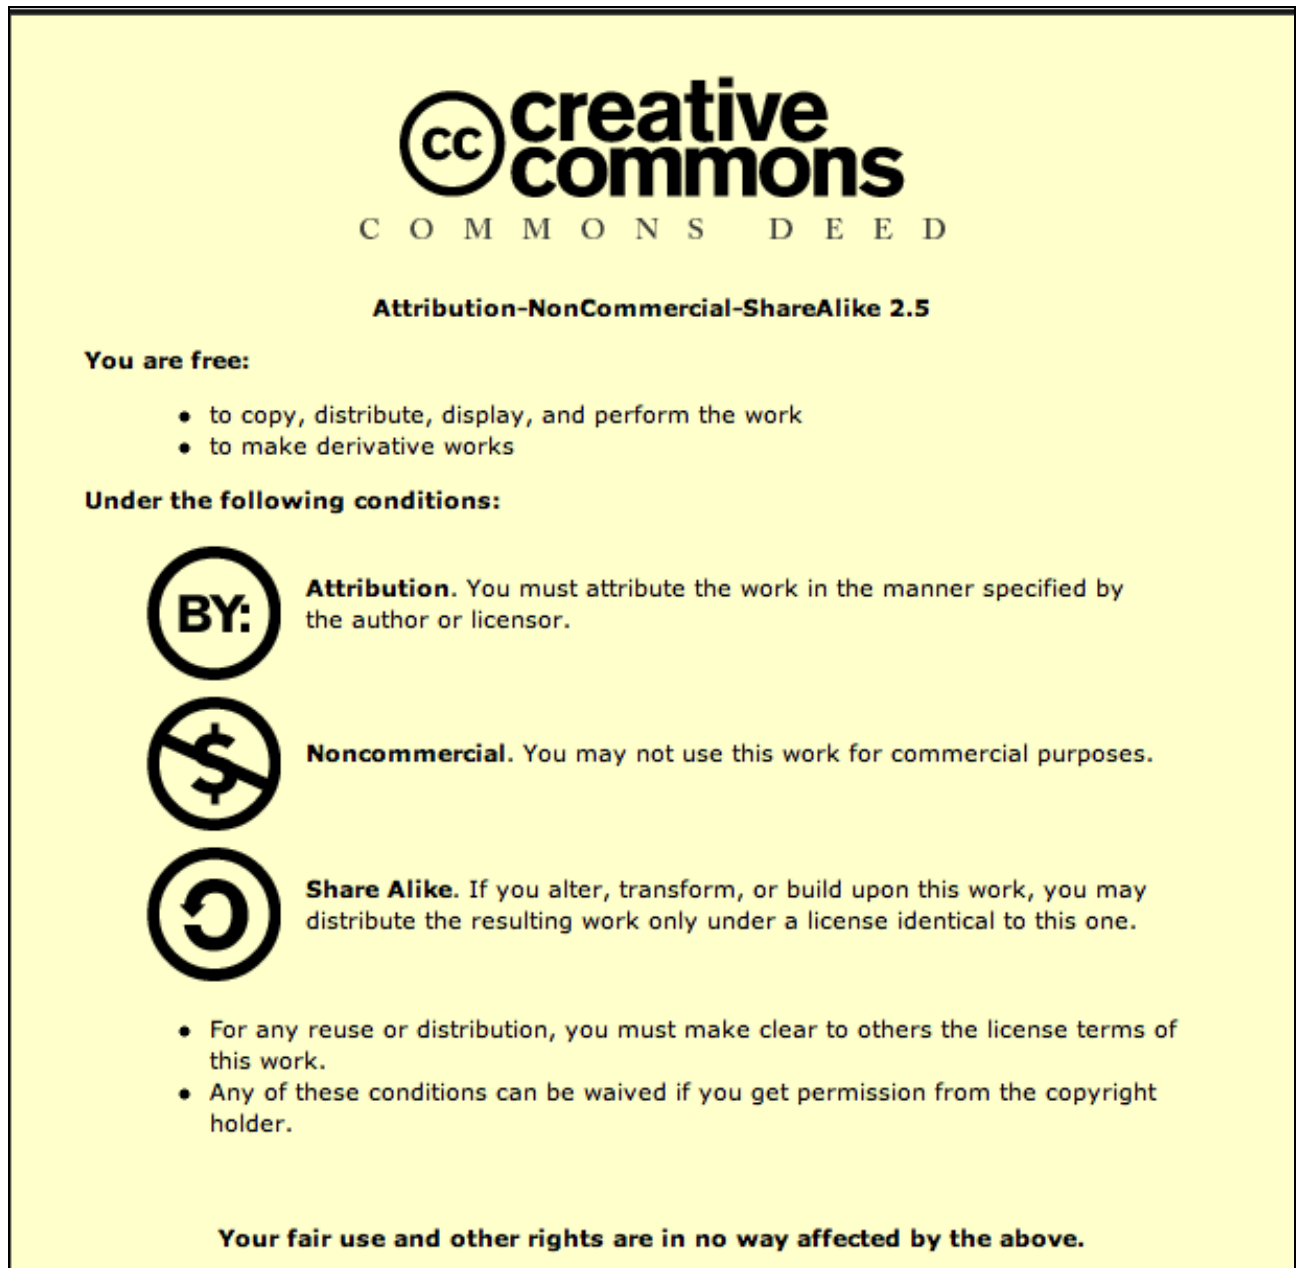 cc creative
commons
COMMONS DEED
Attribution-NonCommercial-ShareAlike 2.5
You are free:
• to copy, distribute, display, and perform the work
• to make derivative works
Under the following conditions:
BY:
Attribution. You must attribute the work in the manner specified by
the author or licensor.
$
Noncommercial. You may not use this work for commercial purposes.
Share Alike. If you alter, transform, or build upon this work, you may
distribute the resulting work only under a license identical to this one.
• For any reuse or distribution, you must make clear to others the license terms of
this work.
• Any of these conditions can be waived if you get permission from the copyright
holder.
Your fair use and other rights are in no way affected by the above.